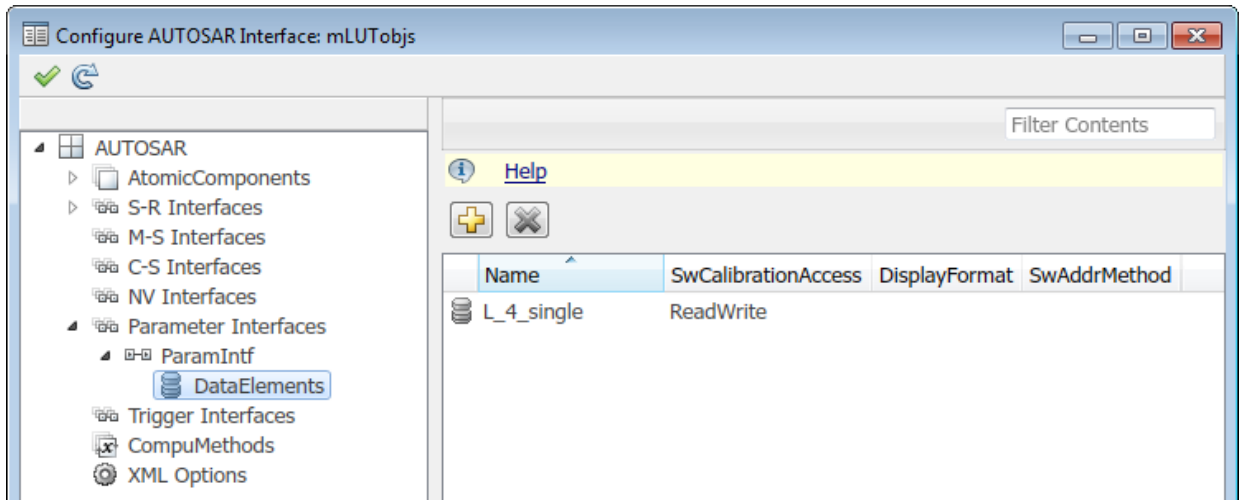 Configure AUTOSAR Interface: mLUTobjs
Filter Contents
AUTOSAR
AtomicComponents
S-R Interfaces
M-S Interfaces
C-S Interfaces
NV Interfaces
Parameter Interfaces
ParamIntf
DataElements
Trigger Interfaces
CompuMethods
XML Options
Help
Name SwCalibrationAccess DisplayFormat SwAddrMethod
L_4_single ReadWrite